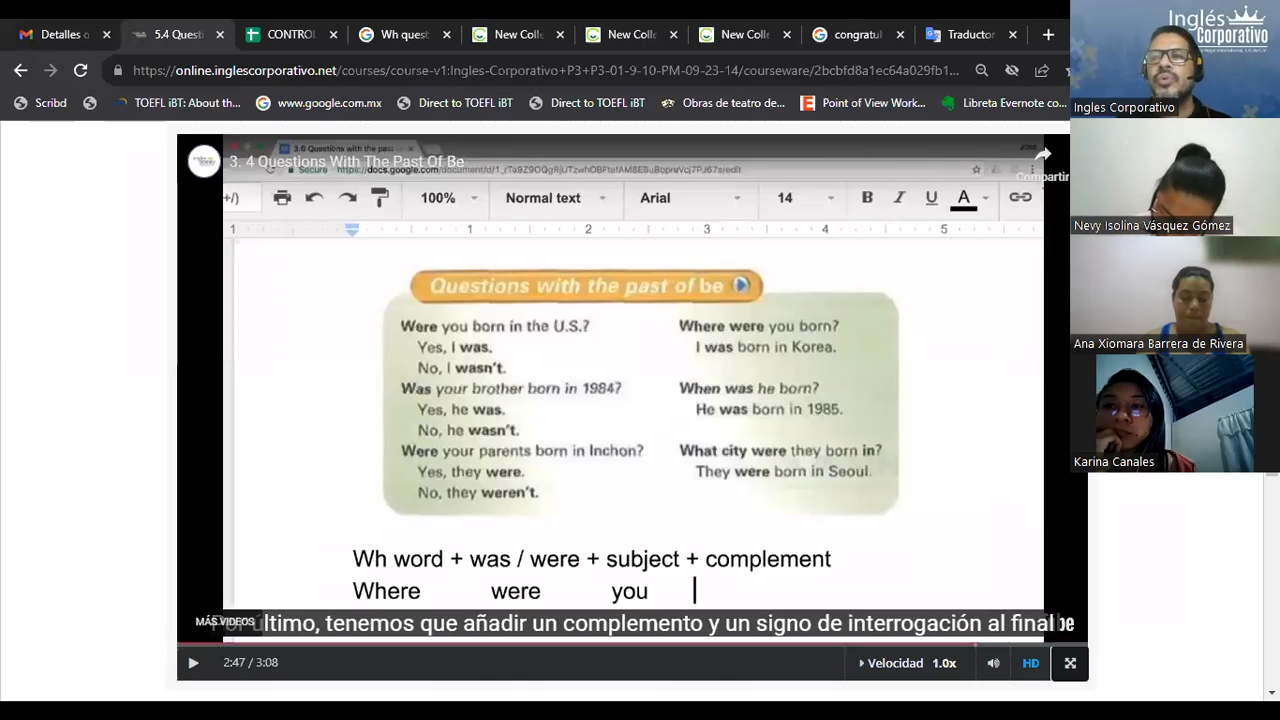 Detalles o
5.4 Questi
CONTROL
Wh quest
New Colle
New Colle
New Colle
congratul
Traductor
Inglés
Corporativo
https://online.inglescorporativo.net/courses/course-v1:Ingles-Corporativo+P3+P3-01-9-10-PM-09-23-14/courseware/2bcbfd8a1ec64a029fb1...
Scribd
TOEFL iBT: About th...
www.google.com.mx
Direct to TOEFL iBT
Direct to TOEFL iBT
Obras de teatro de...
Point of View Work...
Libreta Evernote co...
Ingles Corporativo
3. 4 Questions With The Past Of Be
Compartir
100%
Normal text
Arial
14
B I U A
1 1 2 3 4 5
Nevy Isolina Vásquez Gómez
Questions with the past of be
Were you born in the U.S.?
Yes, I was.
No, I wasn't.
Was your brother born in 1984?
Yes, he was.
No, he wasn't.
Were your parents born in Inchon?
Yes, they were.
No, they weren't.
Where were you born?
I was born in Korea.
When was he born?
He was born in 1985.
What city were they born in?
They were born in Seoul.
Ana Xiomara Barrera de Rivera
Karina Canales
Wh word + was / were + subject + complement
Where were you
MÁS VIDEOS
ltimo, tenemos que añadir un complemento y un signo de interrogación al final
be
2:47 / 3:08
Velocidad 1.0x
HD